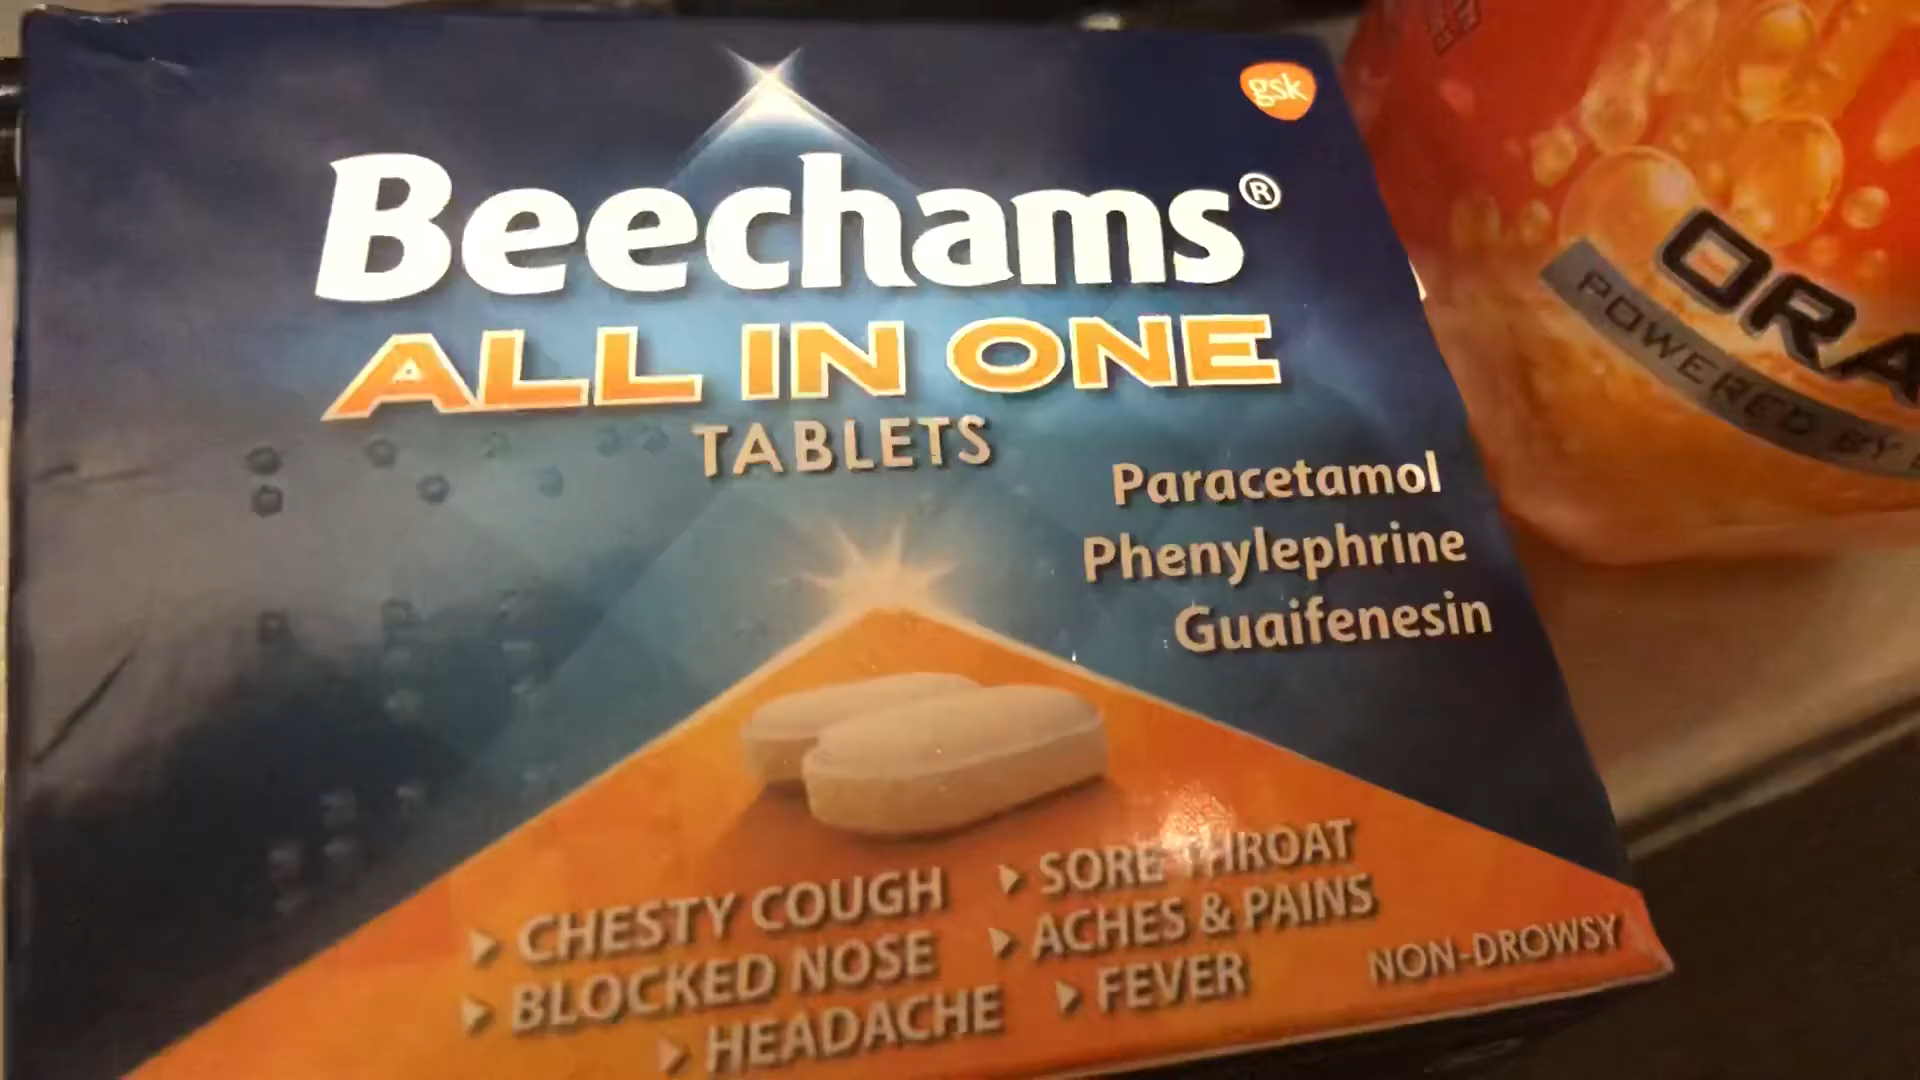 gsk
Beechams®
ALL IN ONE
TABLETS
Paracetamol
Phenylephrine
Guaifenesin
CHESTY COUGH
BLOCKED NOSE
HEADACHE
SORE THROAT
ACHES & PAINS
FEVER
NON-DROWSY
POWERED BY